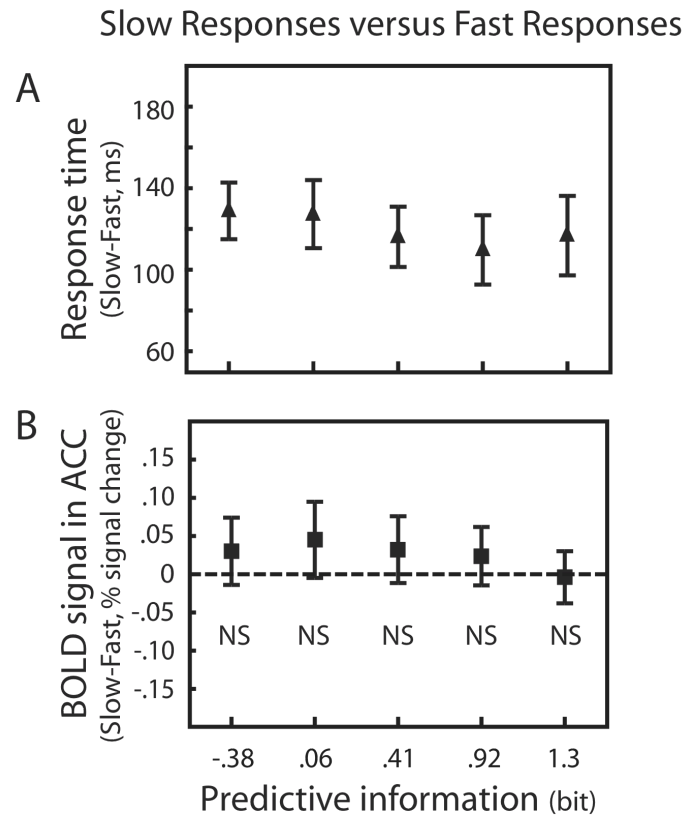 Slow Responses versus Fast Responses
A
Response time
(Slow-Fast, ms)
180
140
100
60
B
BOLD signal in ACC
(Slow-Fast, % signal change)
.15
.10
.05
0
-.05
-.10
-.15
NS NS NS NS NS
-.38 .06 .41 .92 1.3
Predictive information (bit)